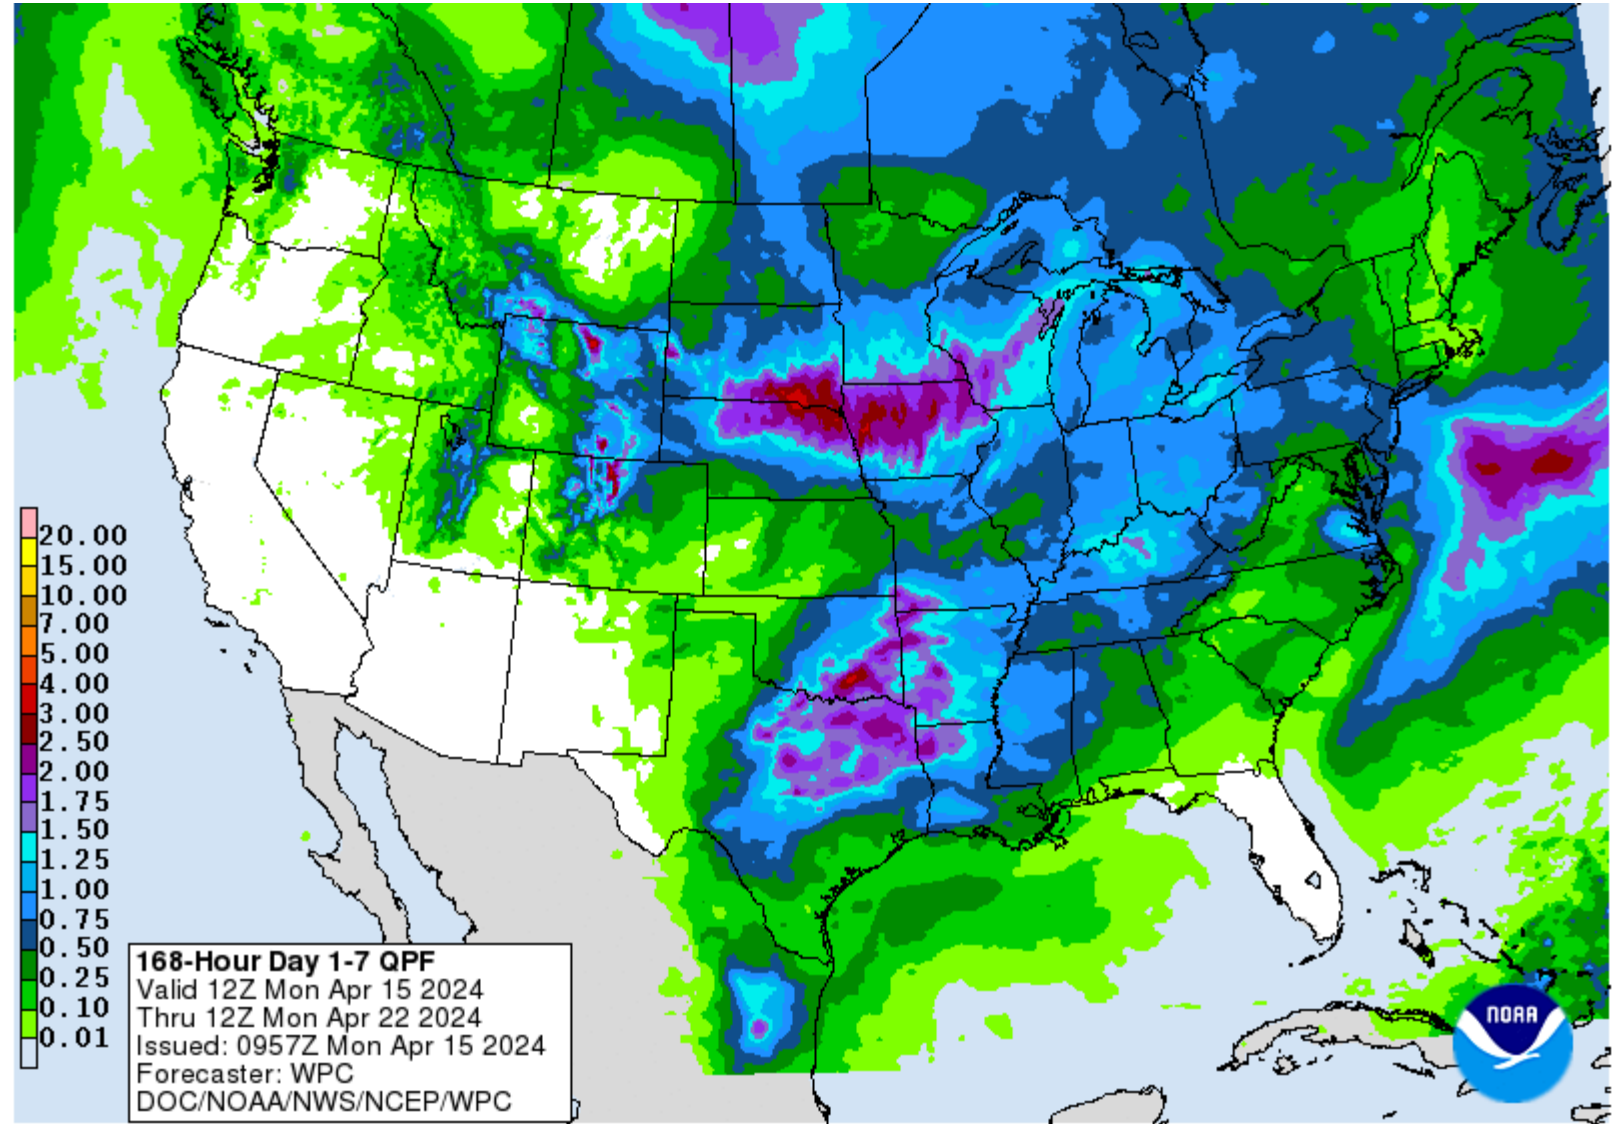 20.00
15.00
10.00
7.00
5.00
4.00
3.00
2.50
2.00
1.75
1.50
1.25
1.00
0.75
0.50
0.25
0.10
0.01
168-Hour Day 1-7 QPF
Valid 12Z Mon Apr 15 2024
Thru 12Z Mon Apr 22 2024
Issued: 0957Z Mon Apr 15 2024
Forecaster: WPC
DOC/NOAA/NWS/NCEP/WPC
NOAA